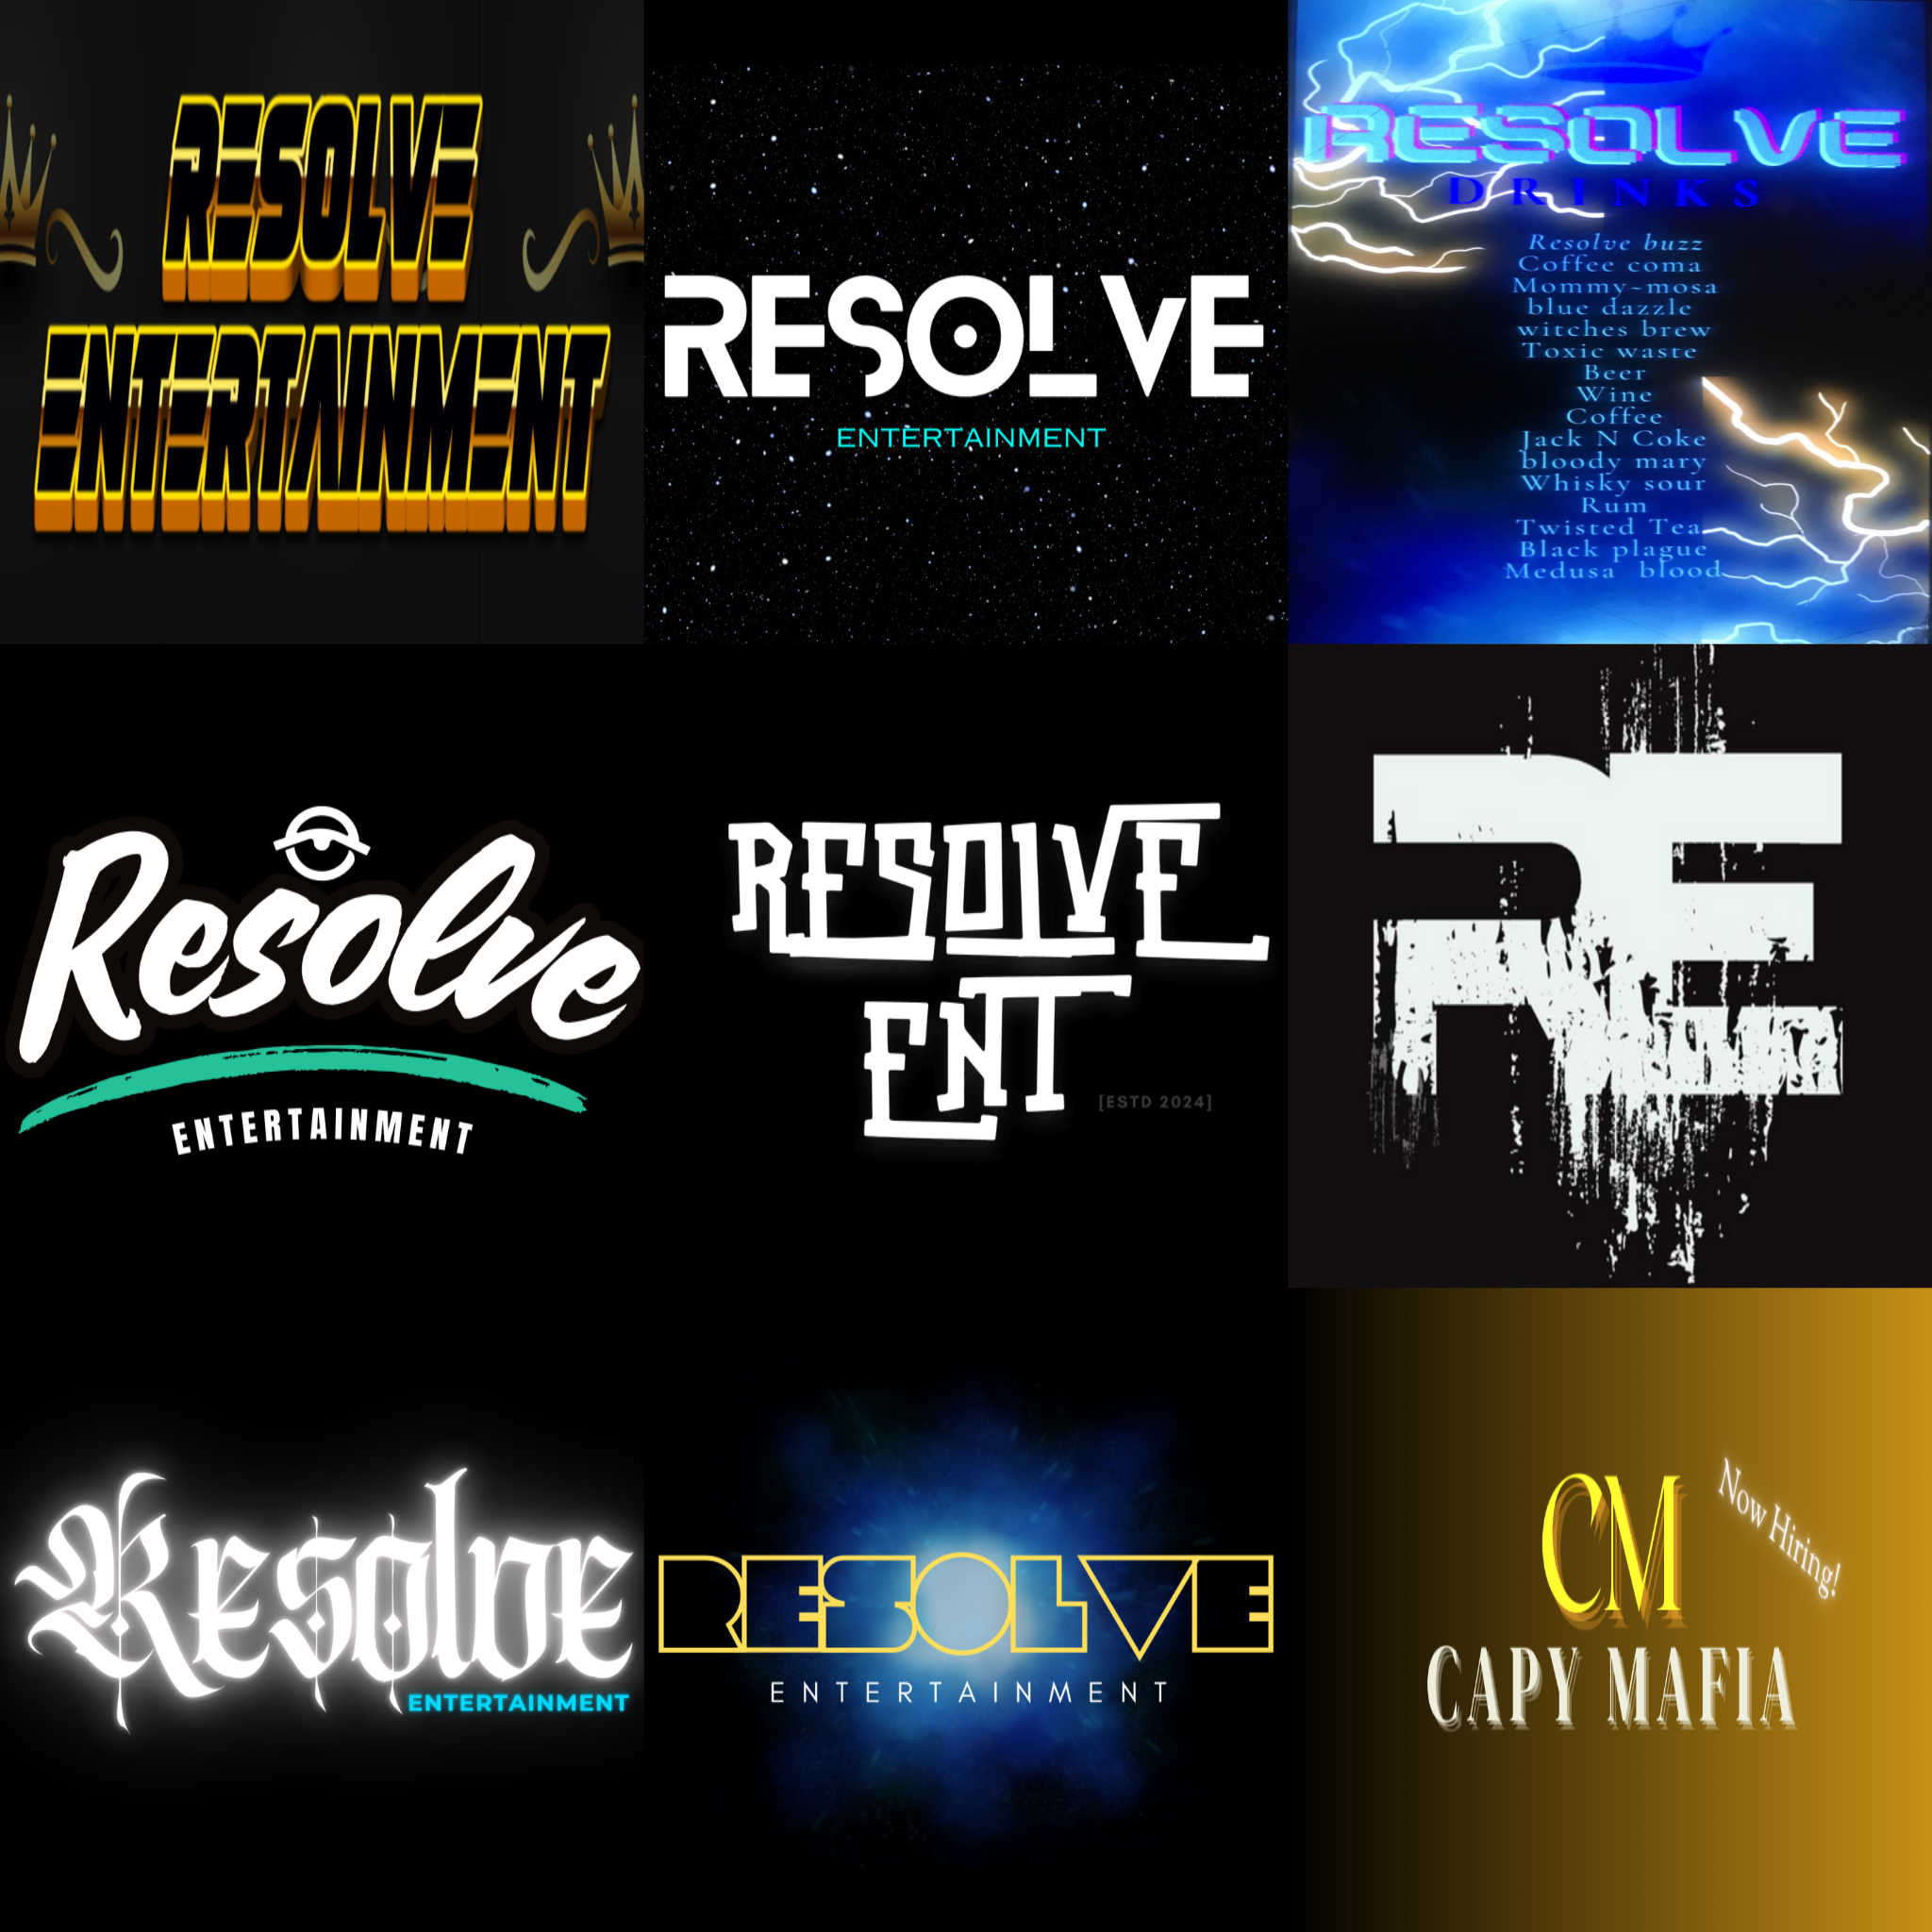 RESOLVE
ENTERTAINMENT
RESOLVE
ENTERTAINMENT
RESOLVE
DRINKS
Resolve buzz
Coffee coma
Mommy~mosa
blue dazzle
witches brew
Toxic waste
Beer
Wine
Coffee
Jack N Coke
bloody mary
Whisky sour
Rum
Twisted Tea
Black plague
Medusa blood
Resolve
ENTERTAINMENT
RESOLVE
ENT
[ESTD 2024]
RE
Resolve
ENTERTAINMENT
RESOLVE
ENTERTAINMENT
CM
Now Hiring!
CAPY MAFIA